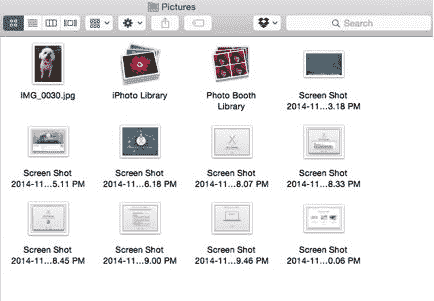 Pictures
Search
IMG_0030.jpg
iPhoto Library
Photo Booth
Library
Screen Shot
2014-11...3.18 PM
Screen Shot
2014-11...5.11 PM
Screen Shot
2014-11...6.18 PM
Screen Shot
2014-11...8.07 PM
Screen Shot
2014-11...8.33 PM
Screen Shot
2014-11...8.45 PM
Screen Shot
2014-11...9.00 PM
Screen Shot
2014-11...9.46 PM
Screen Shot
2014-11...0.06 PM